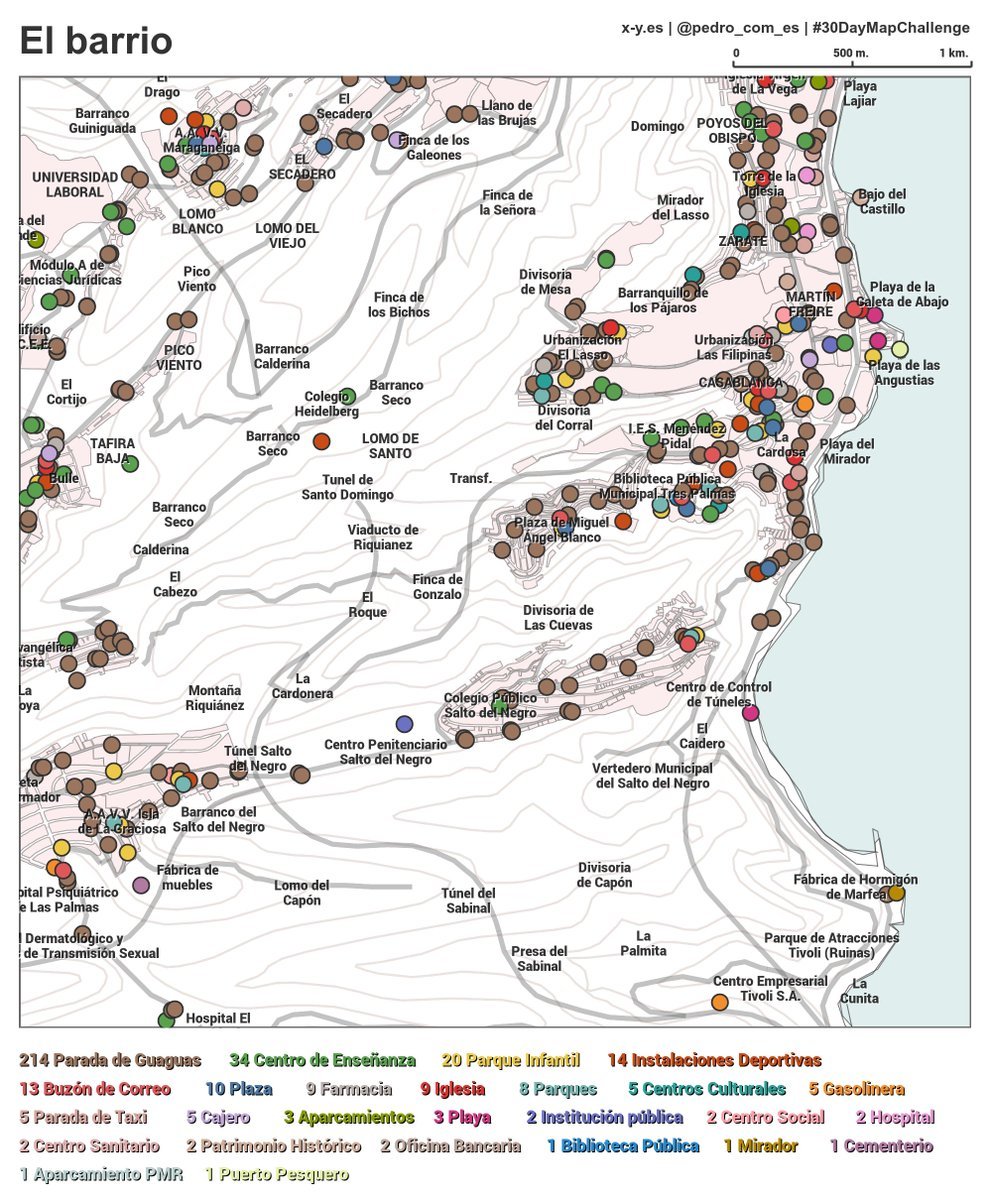 El barrio
x-y.es | @pedro_com_es | #30DayMapChallenge
0 500 m. 1 km.
El
Drago
Barranco
Guiniguada
A.A.V.V.
Maraganeiga
El
Secadero
Llano de
las Brujas
de La Vega
Playa
Lajiar
Domingo
POYOS DEL
OBISPO
Finca de los
Galeones
EL
SECADERO
UNIVERSIDAD
LABORAL
Torre de la
Iglesia
Finca de
la Señora
Mirador
del Lasso
Bajo del
Castillo
LOMO
BLANCO
LOMO DEL
VIEJO
ZÁRATE
Módulo A de
iencias Jurídicas
Pico
Viento
Divisoria
de Mesa
Barranquillo de
los Pájaros
Finca de
los Bichos
MARTÍN
FREIRE
Playa de la
Caleta de Abajo
C.E.E.
PICO
VIENTO
Barranco
Calderina
Urbanización
El Lasso
Urbanización
Las Filipinas
Playa de las
Angustias
El
Cortijo
Colegio
Heidelberg
Barranco
Seco
CASABLANCA
Divisoria
del Corral
I.E.S. Menéndez
Pidal
TAFIRA
BAJA
Barranco
Seco
LOMO DE
SANTO
La
Cardosa
Playa del
Mirador
Bulle
Tunel de
Santo Domingo
Transf.
Biblioteca Pública
Municipal Tres Palmas
Barranco
Seco
Calderina
Viaducto de
Riquianez
Plaza de Miguel
Ángel Blanco
El
Cabezo
El
Roque
Finca de
Gonzalo
Divisoria de
Las Cuevas
vangélica
tista
La
oya
Montaña
Riquiánez
La
Cardonera
Colegio Público
Salto del Negro
Centro de Control
de Túneles
El
Caidero
Centro Penitenciario
Salto del Negro
Túnel Salto
del Negro
Vertedero Municipal
del Salto del Negro
eta
rmador
A.A.V.V. Isla
de La Graciosa
Barranco del
Salto del Negro
Fábrica de
muebles
Lomo del
Capón
Divisoria
de Capón
Fábrica de Hormigón
de Marfea
pital Psiquiátrico
e Las Palmas
Túnel del
Sabinal
l Dermatológico y
s de Transmisión Sexual
Presa del
Sabinal
La
Palmita
Parque de Atracciones
Tivoli (Ruinas)
Centro Empresarial
Tivoli S.A.
La
Cunita
Hospital El
214 Parada de Guaguas 34 Centro de Enseñanza 20 Parque Infantil 14 Instalaciones Deportivas
13 Buzón de Correo 10 Plaza 9 Farmacia 9 Iglesia 8 Parques 5 Centros Culturales 5 Gasolinera
5 Parada de Taxi 5 Cajero 3 Aparcamientos 3 Playa 2 Institución pública 2 Centro Social 2 Hospital
2 Centro Sanitario 2 Patrimonio Histórico 2 Oficina Bancaria 1 Biblioteca Pública 1 Mirador 1 Cementerio
1 Aparcamiento PMR 1 Puerto Pesquero